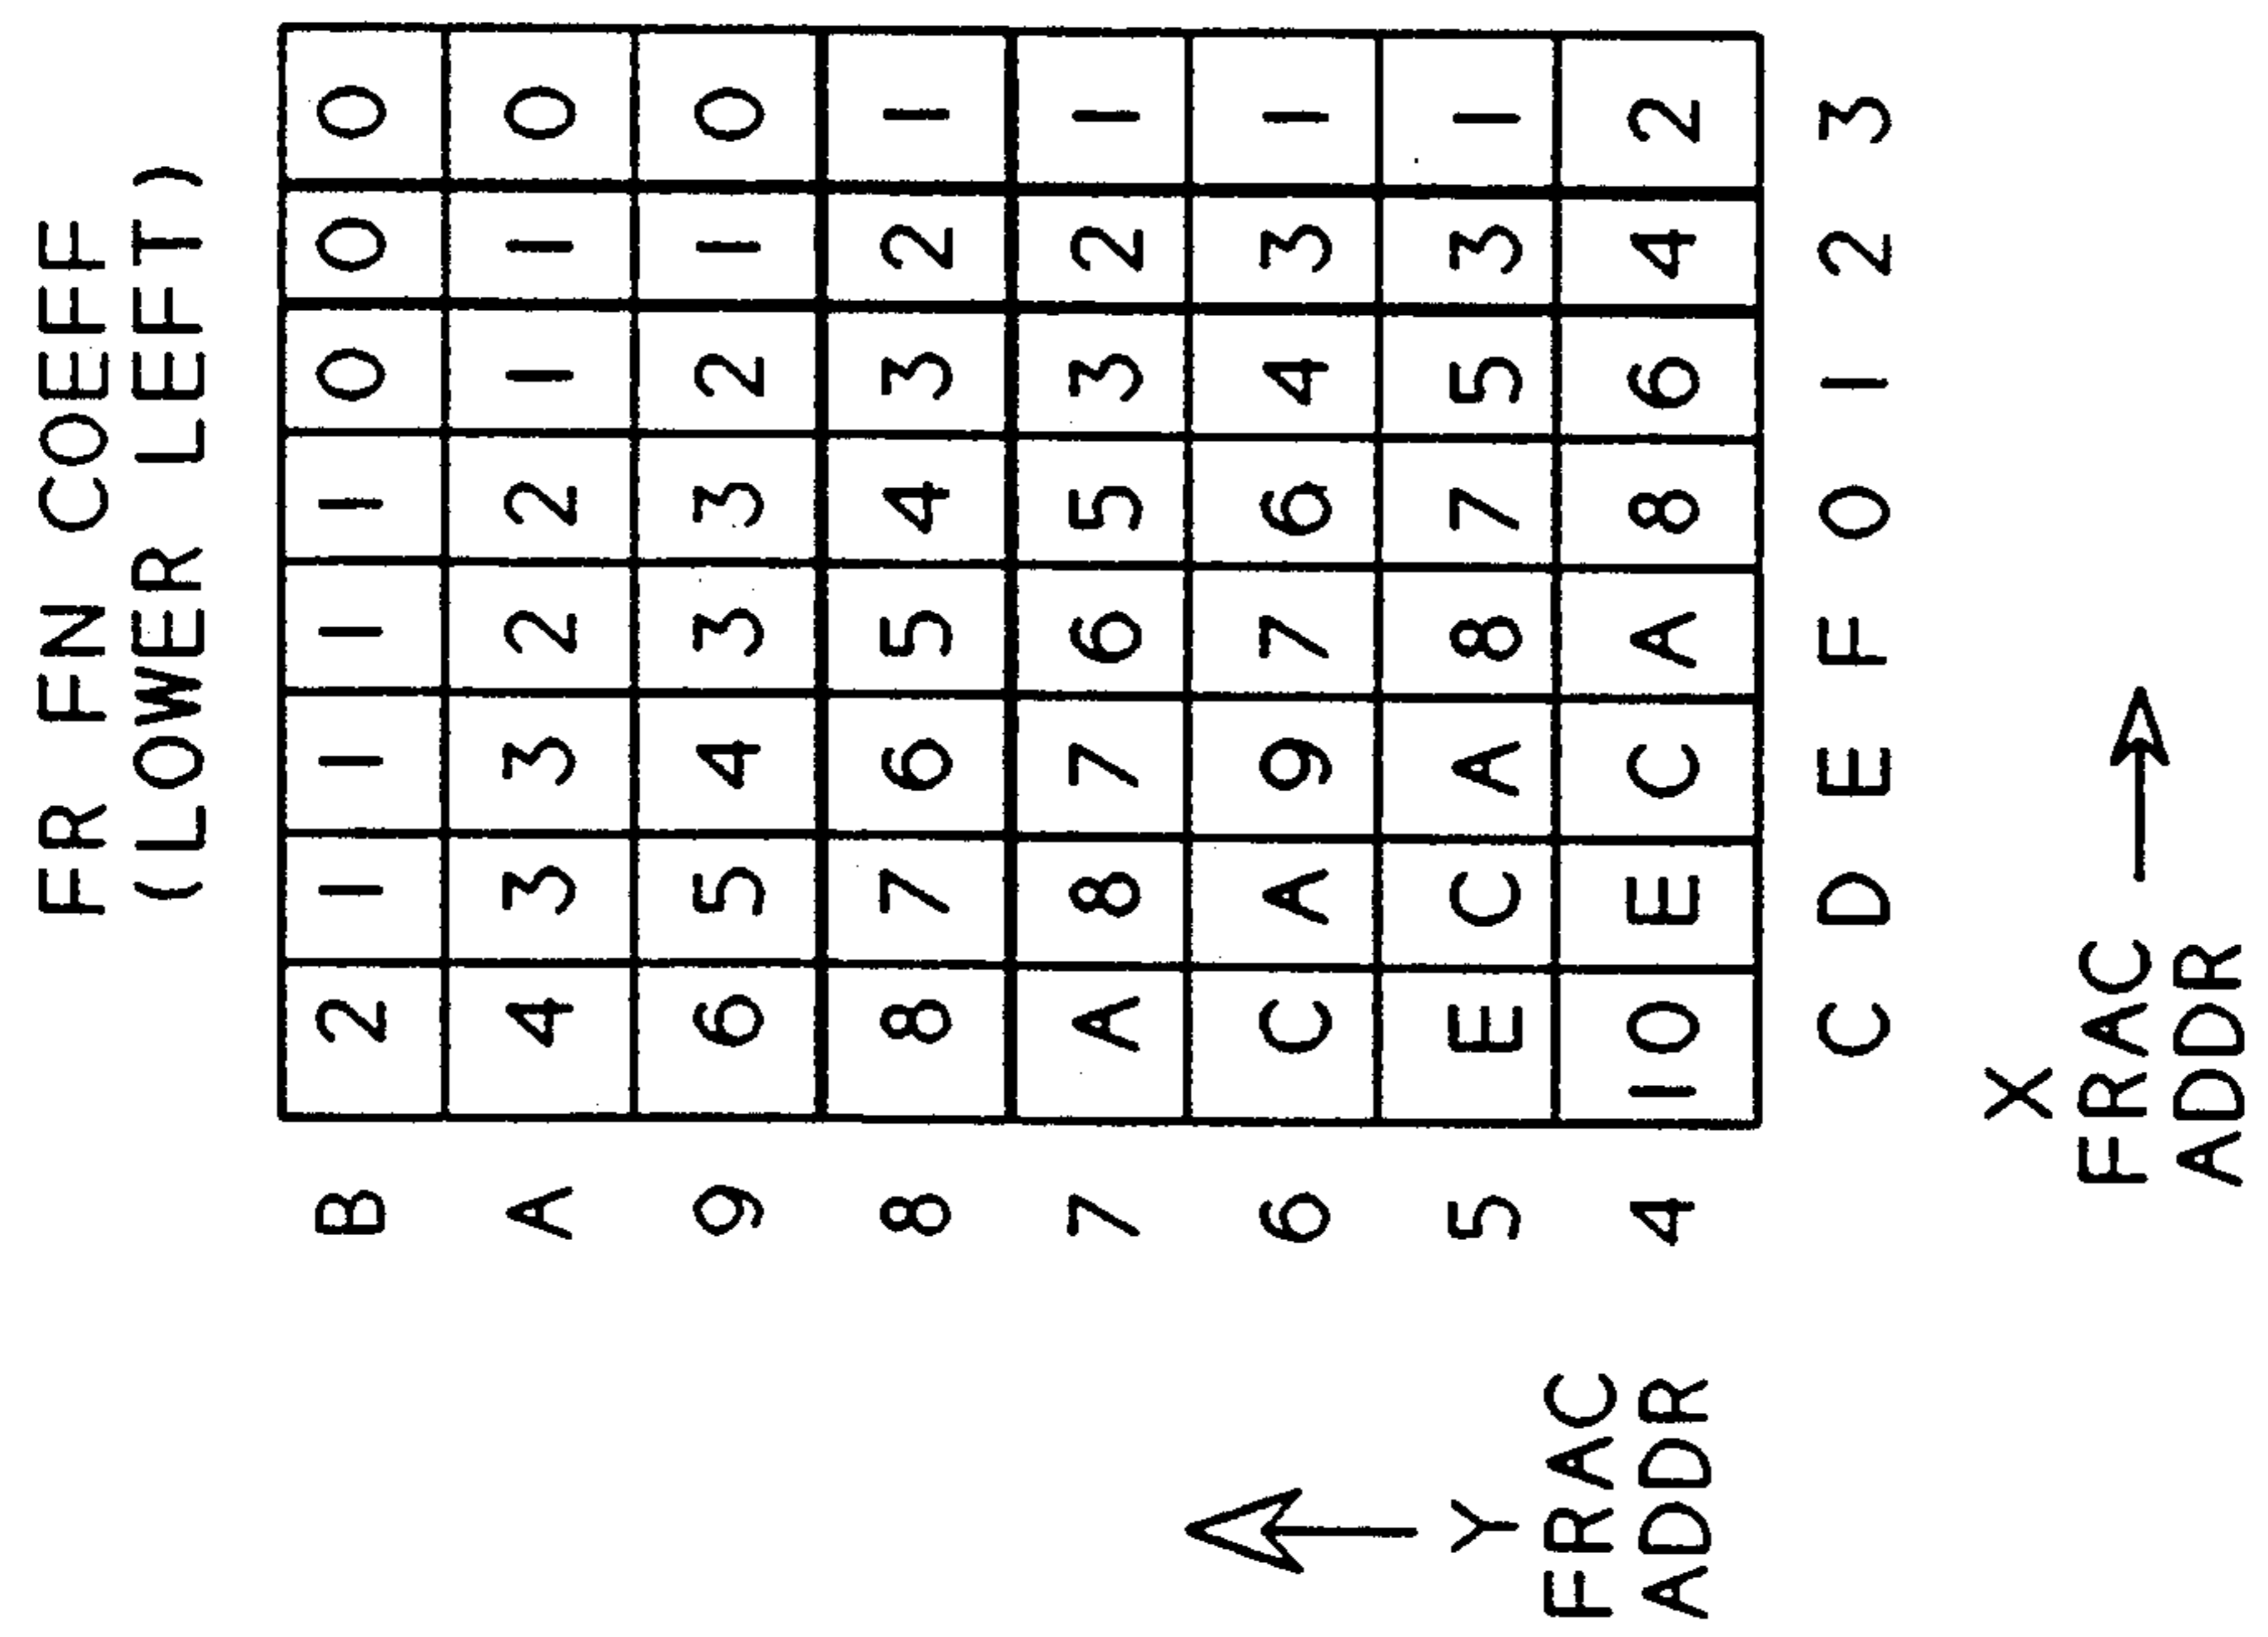 FR FN COEFF
(LOWER LEFT)
B 2 1 1 1 1 0 0 0
A 4 3 3 2 2 1 1 0
9 6 5 4 3 3 2 1 0
8 8 7 6 5 4 3 2 1
7 A 8 7 6 5 3 2 1
6 C A 9 7 6 4 3 1
5 E C A 8 7 5 3 1
4 10 E C A 8 6 4 2
C D E F 0 1 2 3
Y
FRAC
ADDR
X
FRAC
ADDR